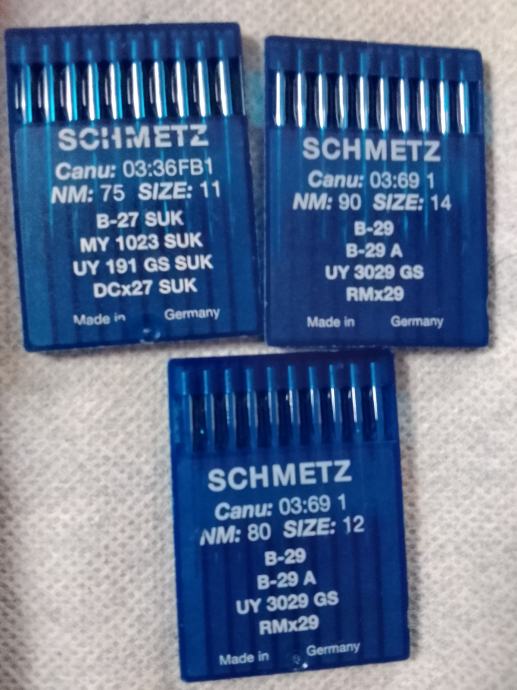 SCHMETZ
Canu: 03:36FB1
NM: 75 SIZE: 11
B-27 SUK
MY 1023 SUK
UY 191 GS SUK
DCx27 SUK
Made in Germany
SCHMETZ
Canu: 03:69 1
NM: 90 SIZE: 14
B-29
B-29 A
UY 3029 GS
RMx29
Made in Germany
SCHMETZ
Canu: 03:69 1
NM: 80 SIZE: 12
B-29
B-29 A
UY 3029 GS
RMx29
Made in Germany